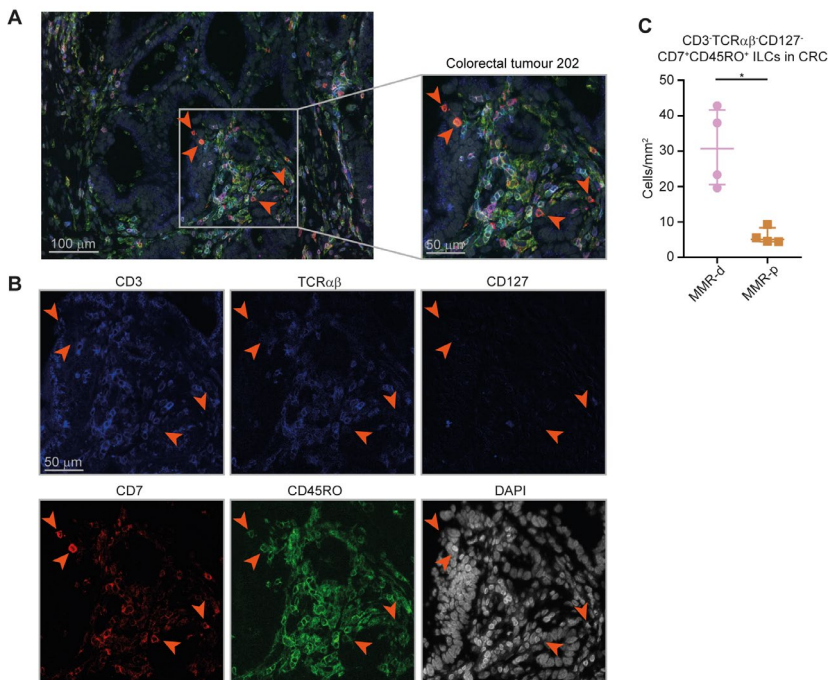 A
Colorectal tumour 202
100 μm
50 μm
B
CD3
TCRαβ
CD127
50 μm
CD7
CD45RO
DAPI
C
CD3⁻TCRαβ⁻CD127⁻
CD7⁺CD45RO⁺ ILCs in CRC
*
Cells/mm²
50
40
30
20
10
0
MMR-d
MMR-p